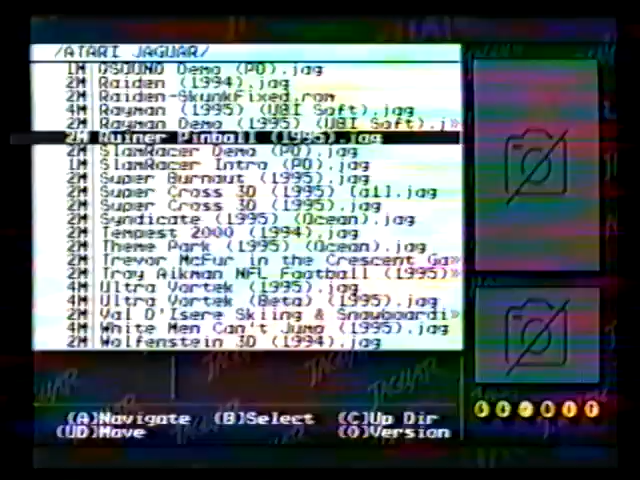 /ATARI JAGUAR/
1M QSOUND Demo (PD).jag
2M Raiden (1994).jag
2M Raiden-Skunkfixed.rom
4M Rayman (1995) (UBI Soft).jag
2M Rayman Demo (1995) (UBI Soft).j»
2M Ruiner Pinball (1995).jag
2M SlamRacer Demo (PD).jag
1M SlamRacer Intro (PD).jag
2M Super Burnout (1995).jag
2M Super Cross 3D (1995) [a1].jag
2M Super Cross 3D (1995).jag
2M Syndicate (1995) (Ocean).jag
2M Tempest 2000 (1994).jag
2M Theme Park (1995) (Ocean).jag
2M Trevor McFur in the Crescent Ga»
2M Troy Aikman NFL Football (1995)»
4M Ultra Vortek (1995).jag
4M Ultra Vortek (Beta) (1995).jag
2M Val D'Isere Skiing & Snowboardi»
4M White Men Can't Jump (1995).jag
2M Wolfenstein 3D (1994).jag
(A)Navigate (B)Select (C)Up Dir
(UD)Move (0)Version
JAGUAR JAGUAR JAGUAR